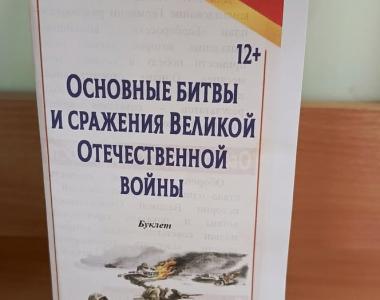 12+
ОСНОВНЫЕ БИТВЫ
И СРАЖЕНИЯ ВЕЛИКОЙ
ОТЕЧЕСТВЕННОЙ
ВОЙНЫ
Буклет